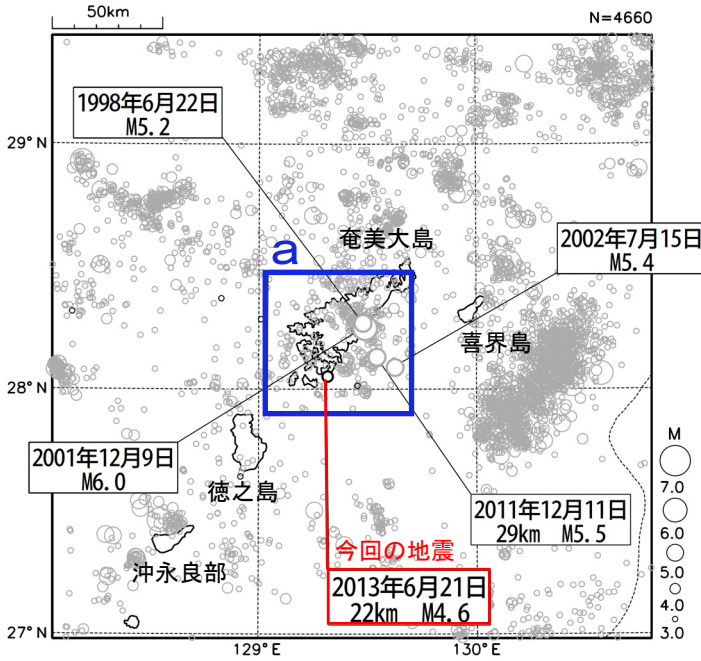 50km
N=4660
1998年6月22日
M5.2
29°N
奄美大島
a
2002年7月15日
M5.4
喜界島
28°N
2001年12月9日
M6.0
徳之島
2011年12月11日
29km M5.5
今回の地震
2013年6月21日
22km M4.6
沖永良部
M
7.0
6.0
5.0
4.0
3.0
27°N
129°E
130°E